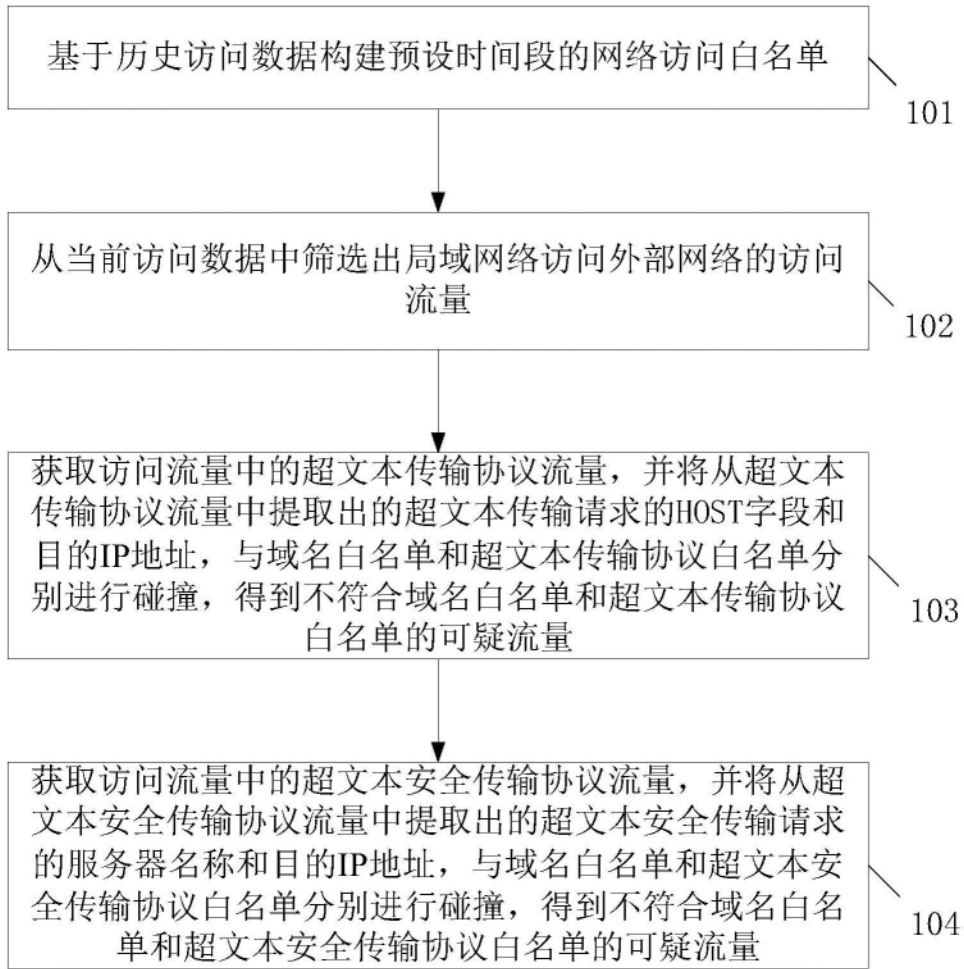 基于历史访问数据构建预设时间段的网络访问白名单
101
从当前访问数据中筛选出局域网络访问外部网络的访问
流量
102
获取访问流量中的超文本传输协议流量，并将从超文本
传输协议流量中提取出的超文本传输请求的HOST字段和
目的IP地址，与域名白名单和超文本传输协议白名单分
别进行碰撞，得到不符合域名白名单和超文本传输协议
白名单的可疑流量
103
获取访问流量中的超文本安全传输协议流量，并将从超
文本安全传输协议流量中提取出的超文本安全传输请求
的服务器名称和目的IP地址，与域名白名单和超文本安
全传输协议白名单分别进行碰撞，得到不符合域名白名
单和超文本安全传输协议白名单的可疑流量
104